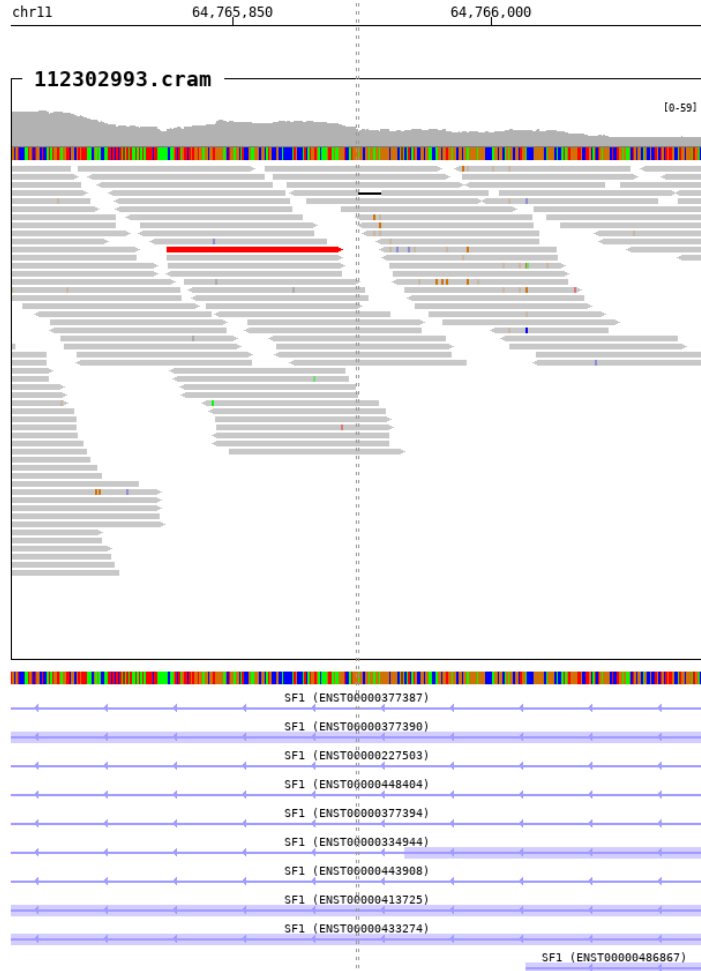 chr11 64,765,850 64,766,000
112302993.cram
[0-59]
SF1 (ENST00000377387)
SF1 (ENST00000377390)
SF1 (ENST00000227503)
SF1 (ENST00000448404)
SF1 (ENST00000377394)
SF1 (ENST00000334944)
SF1 (ENST00000443908)
SF1 (ENST00000413725)
SF1 (ENST00000433274)
SF1 (ENST00000486867)